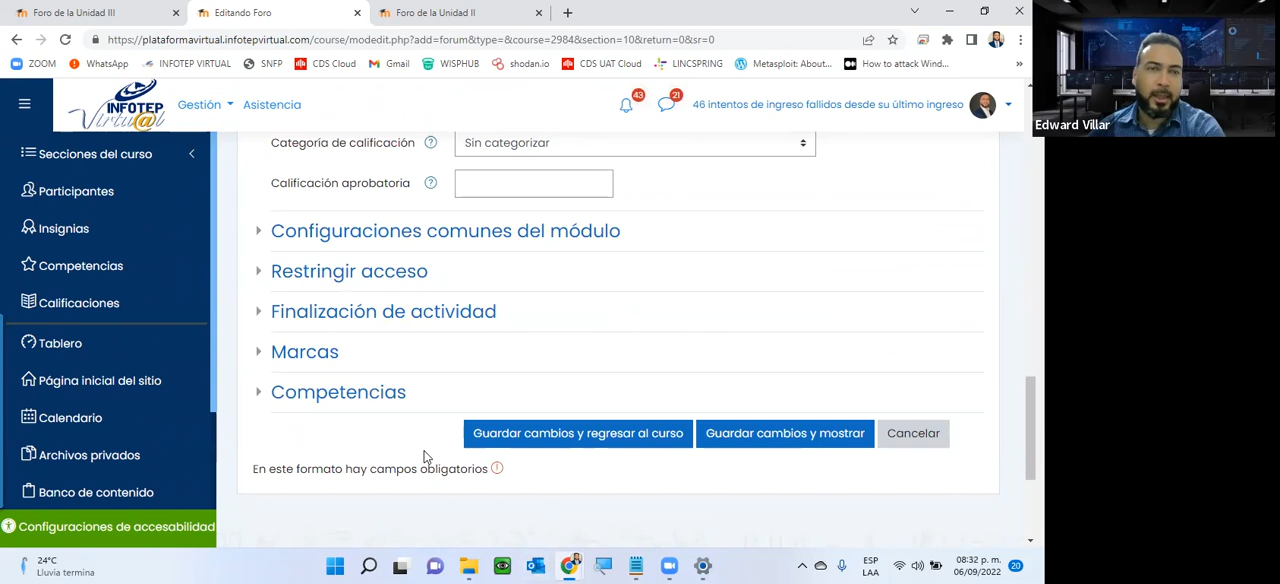 Foro de la Unidad III
Editando Foro
Foro de la Unidad II
https://plataformavirtual.infotepvirtual.com/course/modedit.php?add=forum&type=&course=2984&section=10&return=0&sr=0
ZOOM
WhatsApp
INFOTEP VIRTUAL
SNFP
CDS Cloud
Gmail
WISPHUB
shodan.io
CDS UAT Cloud
LINCSPRING
Metasploit: About...
How to attack Wind...
»
INFOTEP
Virtu@l
Gestión
Asistencia
43
21
46 intentos de ingreso fallidos desde su último ingreso
Edward Villar
Secciones del curso
Participantes
Insignias
Competencias
Calificaciones
Tablero
Página inicial del sitio
Calendario
Archivos privados
Banco de contenido
Configuraciones de accesabilidad
Categoría de calificación
Sin categorizar
Calificación aprobatoria
Configuraciones comunes del módulo
Restringir acceso
Finalización de actividad
Marcas
Competencias
Guardar cambios y regresar al curso
Guardar cambios y mostrar
Cancelar
En este formato hay campos obligatorios
24°C
Lluvia termina
ESP
LAA
08:32 p. m.
06/09/2022
20